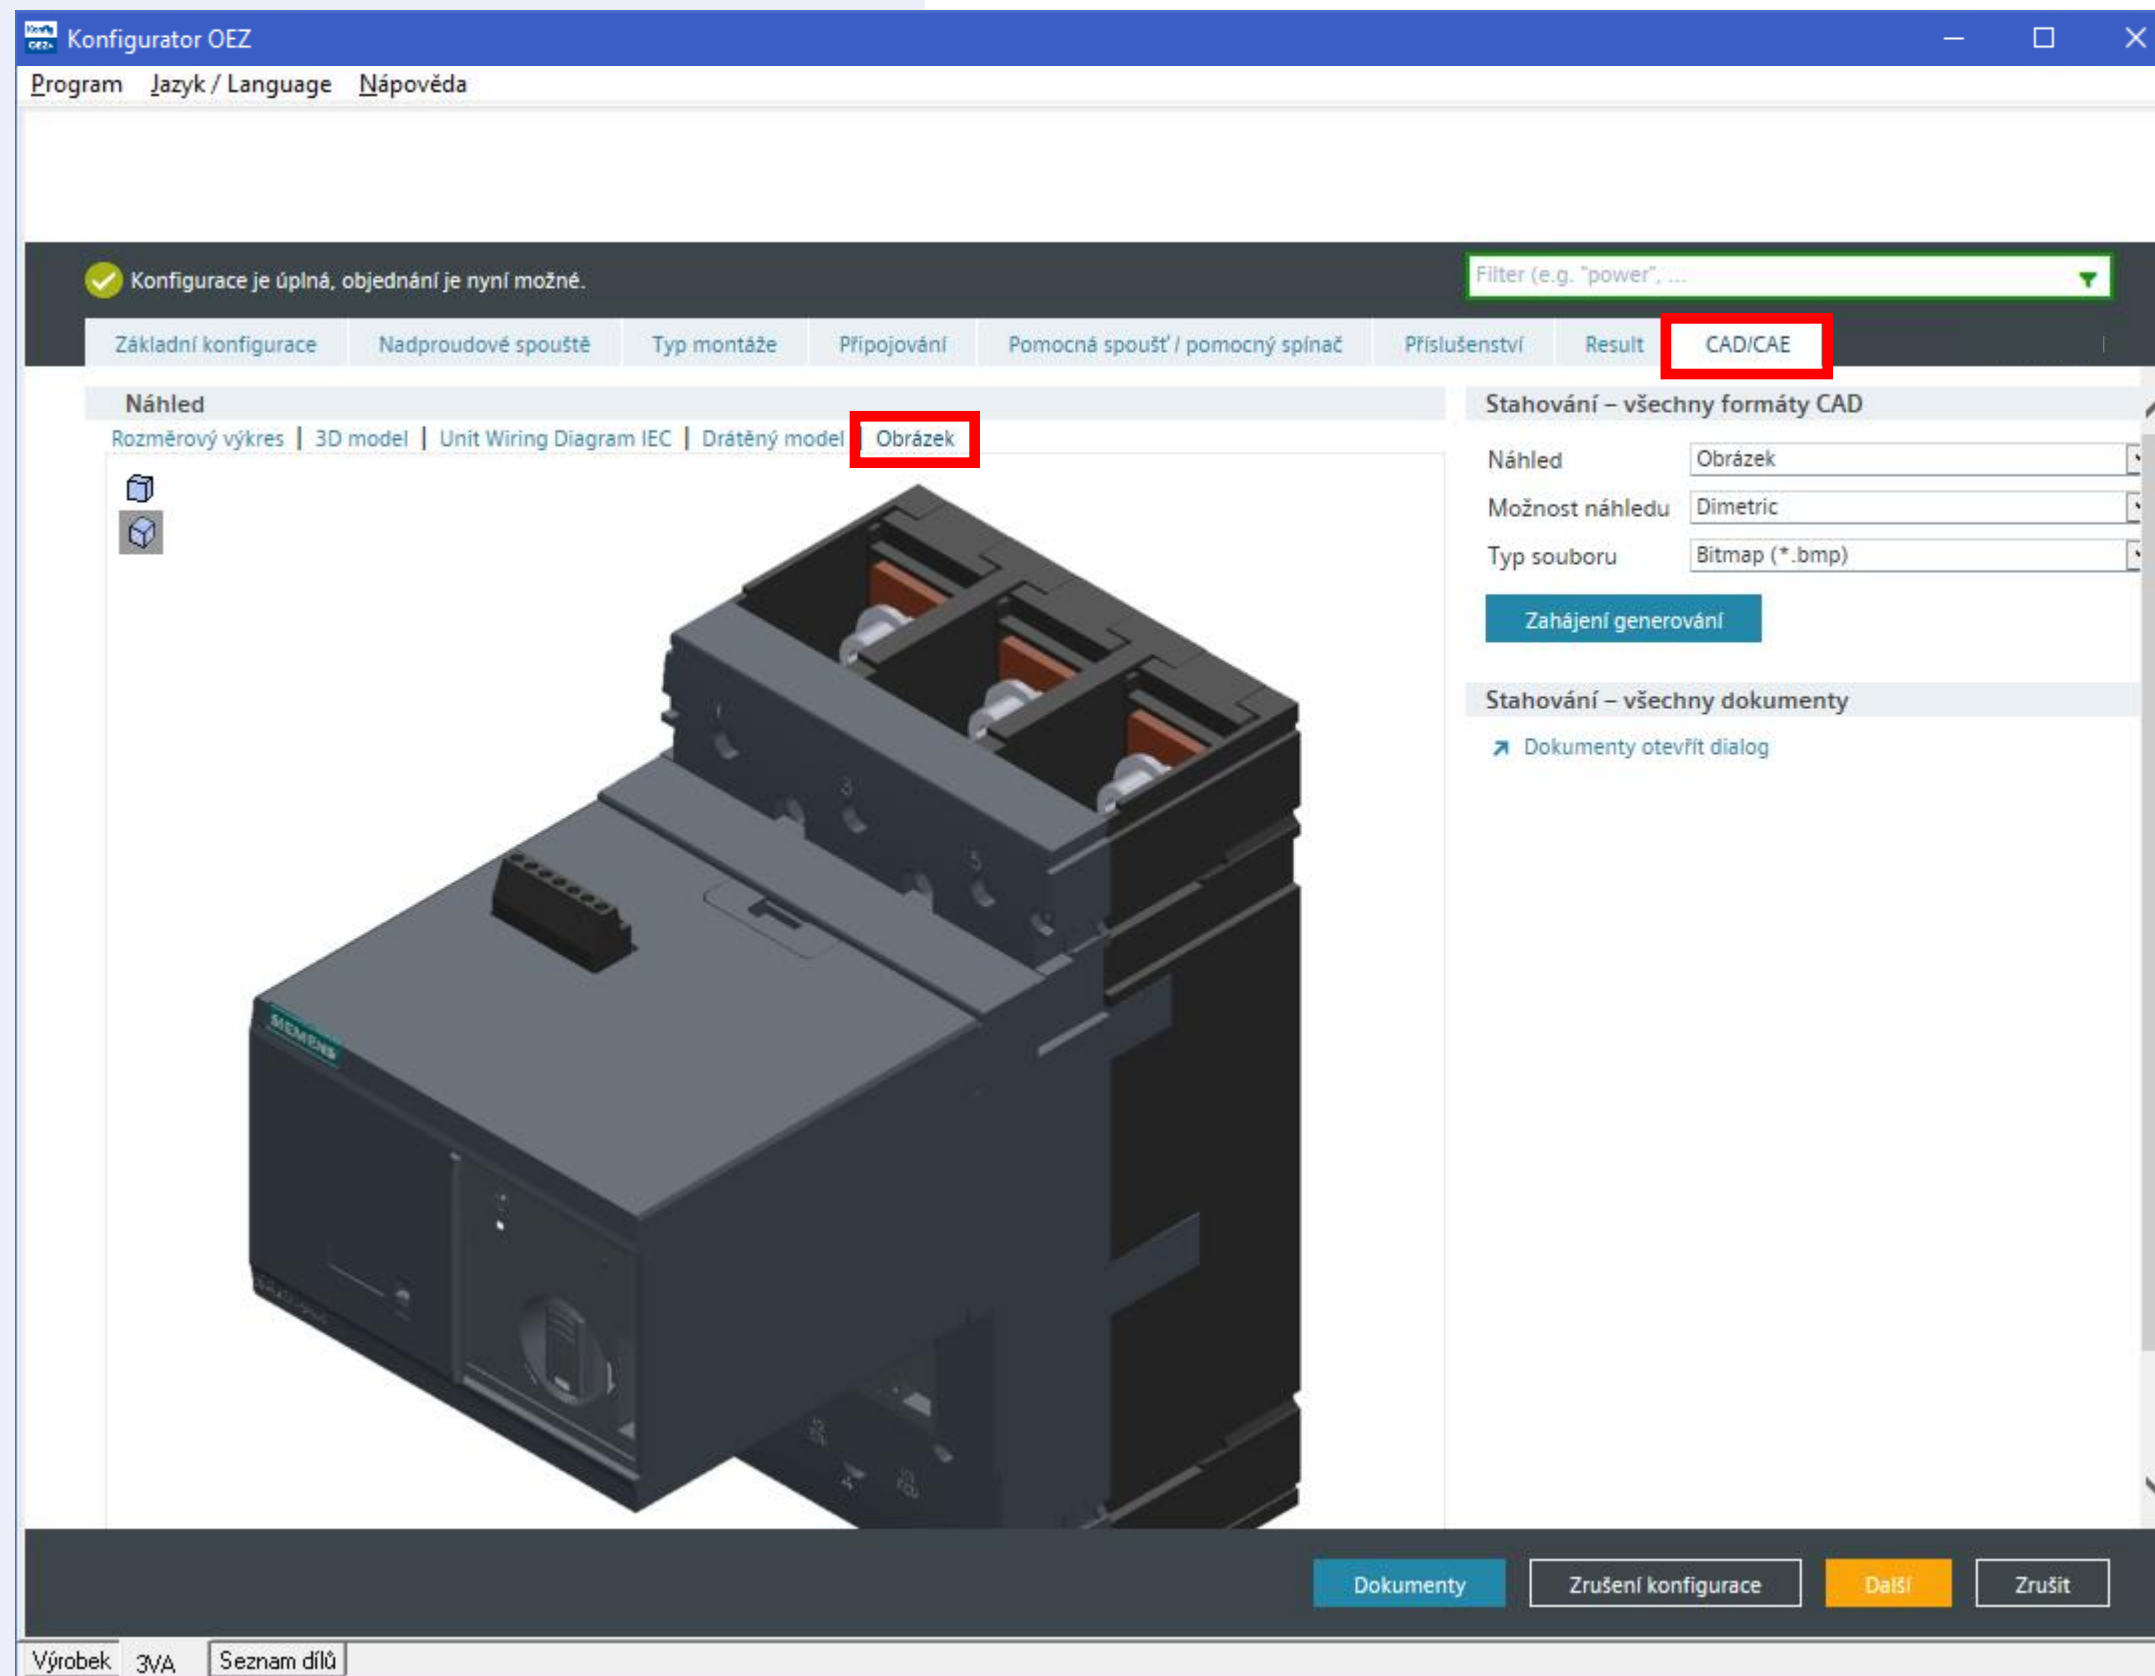 Konfigurator OEZ
Program Jazyk / Language Nápověda
Konfigurace je úplná, objednání je nyní možné.
Filter (e.g. "power", ...
Základní konfigurace Nadproudové spouště Typ montáže Připojování Pomocná spoušť / pomocný spínač Příslušenství Result CAD/CAE
Náhled
Rozměrový výkres | 3D model | Unit Wiring Diagram IEC | Drátěný model | Obrázek
Stahování – všechny formáty CAD
Náhled Obrázek
Možnost náhledu Dimetric
Typ souboru Bitmap (*.bmp)
Zahájení generování
Stahování – všechny dokumenty
Dokumenty otevřít dialog
1
3
5
SIEMENS
Dokumenty Zrušení konfigurace Další Zrušit
Výrobek 3VA Seznam dílů